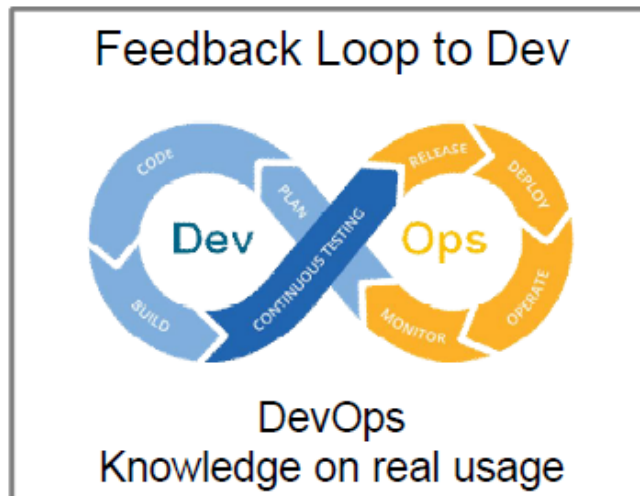 Feedback Loop to Dev
CODE
PLAN
BUILD
CONTINUOUS TESTING
RELEASE
DEPLOY
OPERATE
MONITOR
Dev
Ops
DevOps
Knowledge on real usage